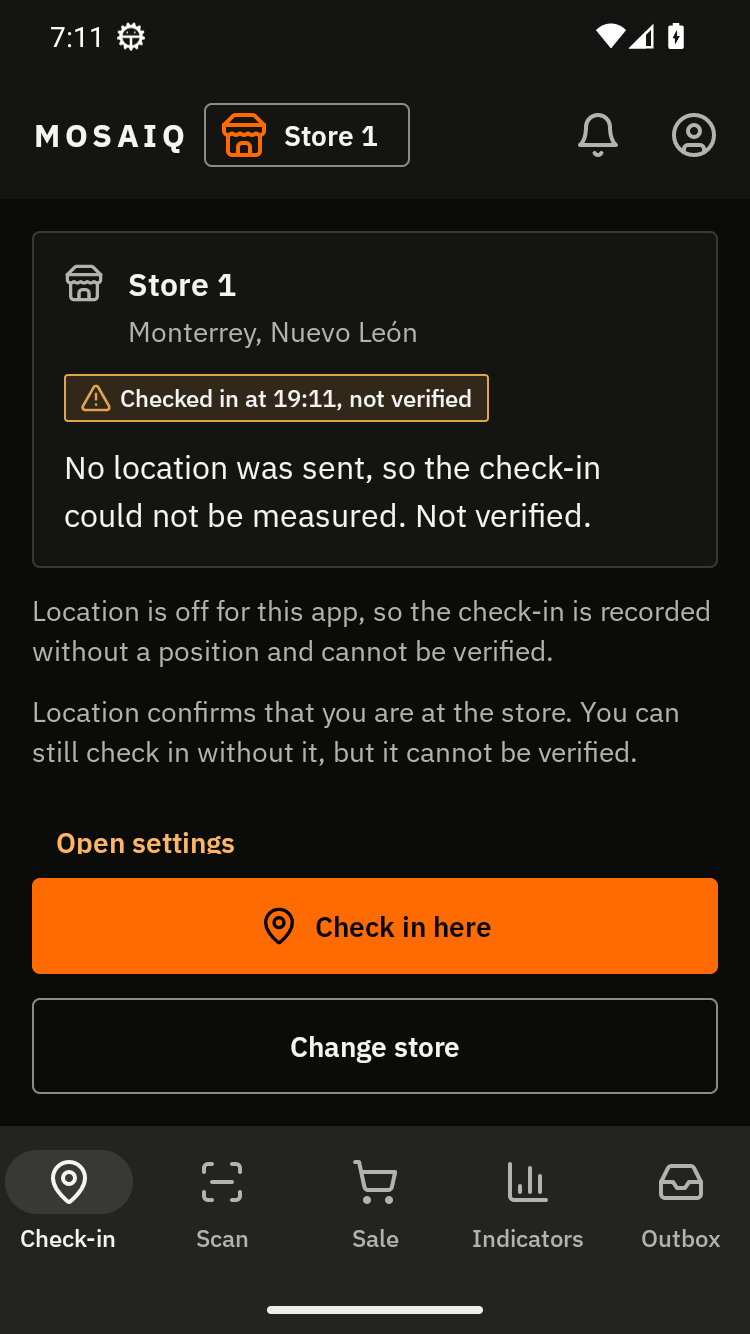 7:11
MOSAIQ
Store 1
Store 1
Monterrey, Nuevo León
Checked in at 19:11, not verified
No location was sent, so the check-in
could not be measured. Not verified.
Location is off for this app, so the check-in is recorded
without a position and cannot be verified.
Location confirms that you are at the store. You can
still check in without it, but it cannot be verified.
Open settings
Check in here
Change store
Check-in
Scan
Sale
Indicators
Outbox